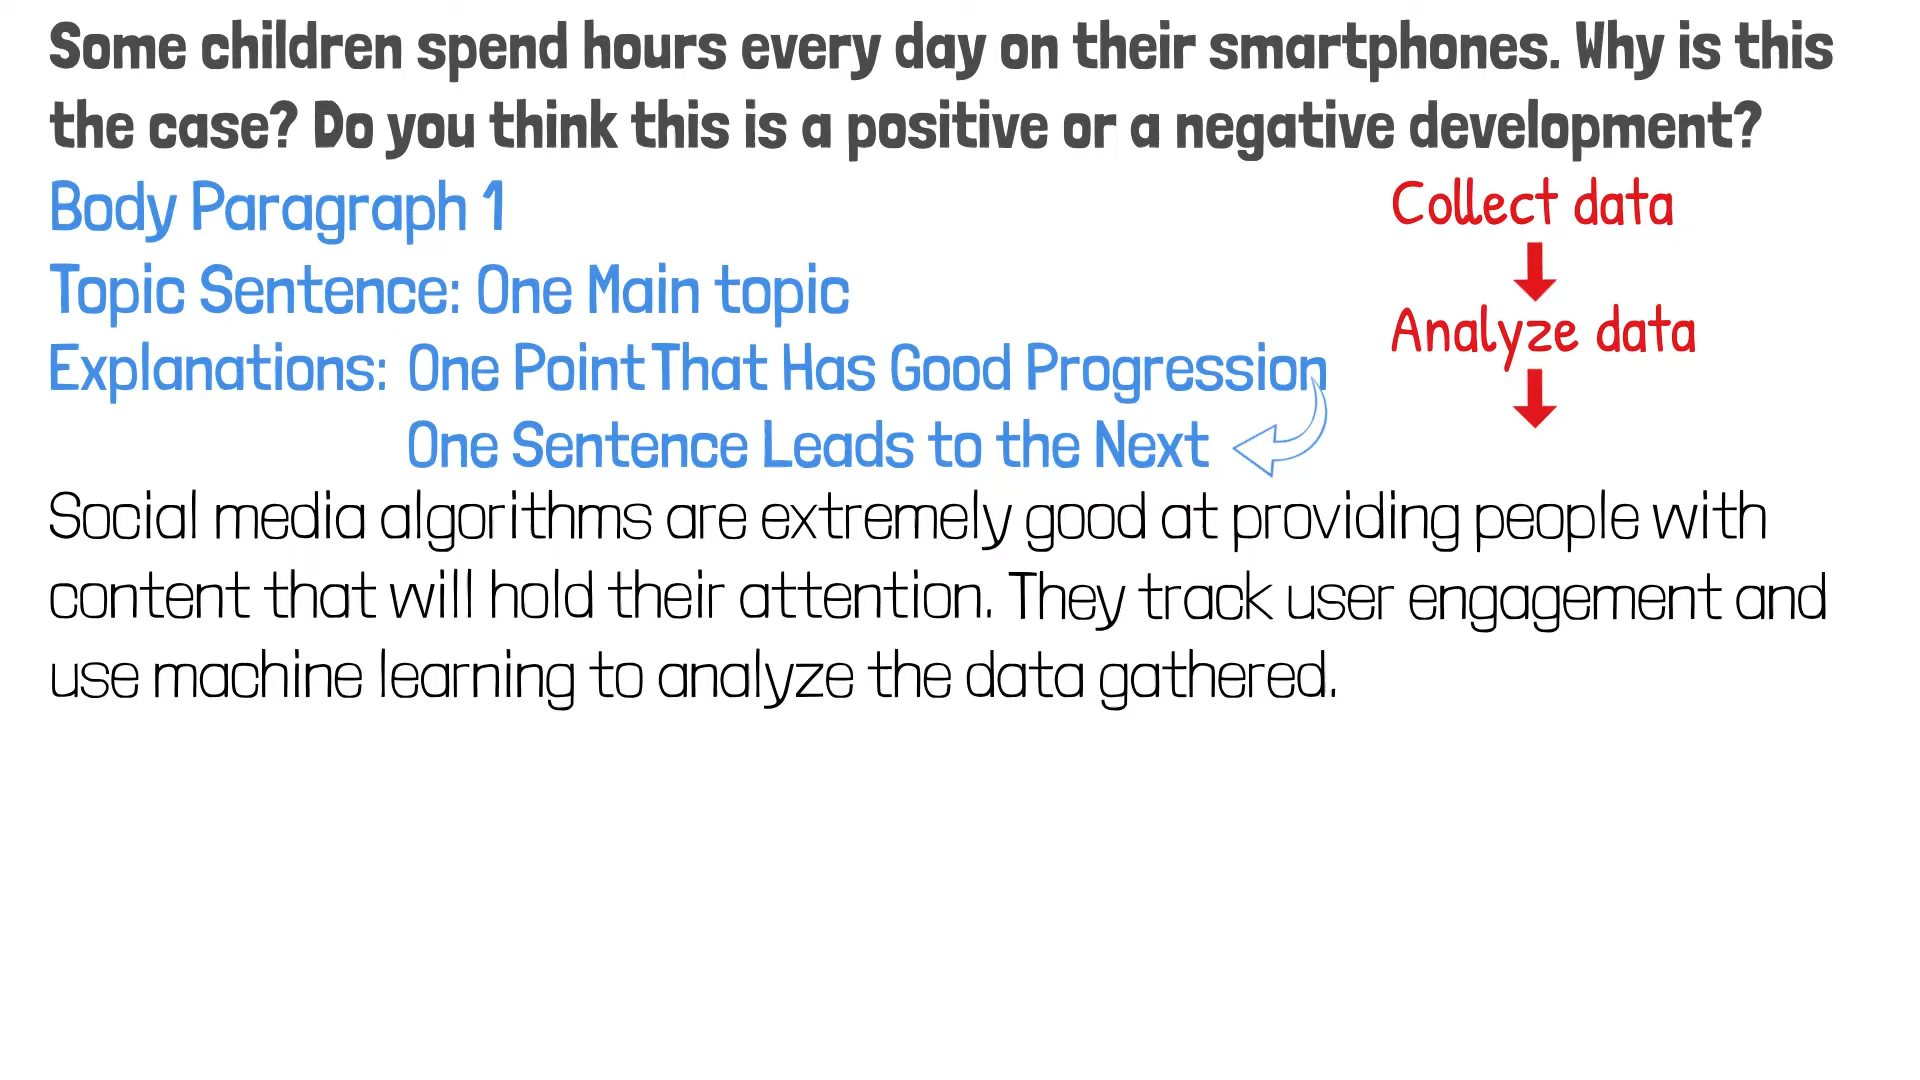 Some children spend hours every day on their smartphones. Why is this
the case? Do you think this is a positive or a negative development?
Body Paragraph 1
Topic Sentence: One Main topic
Explanations: One Point That Has Good Progression
One Sentence Leads to the Next
Collect data
Analyze data
Social media algorithms are extremely good at providing people with
content that will hold their attention. They track user engagement and
use machine learning to analyze the data gathered.